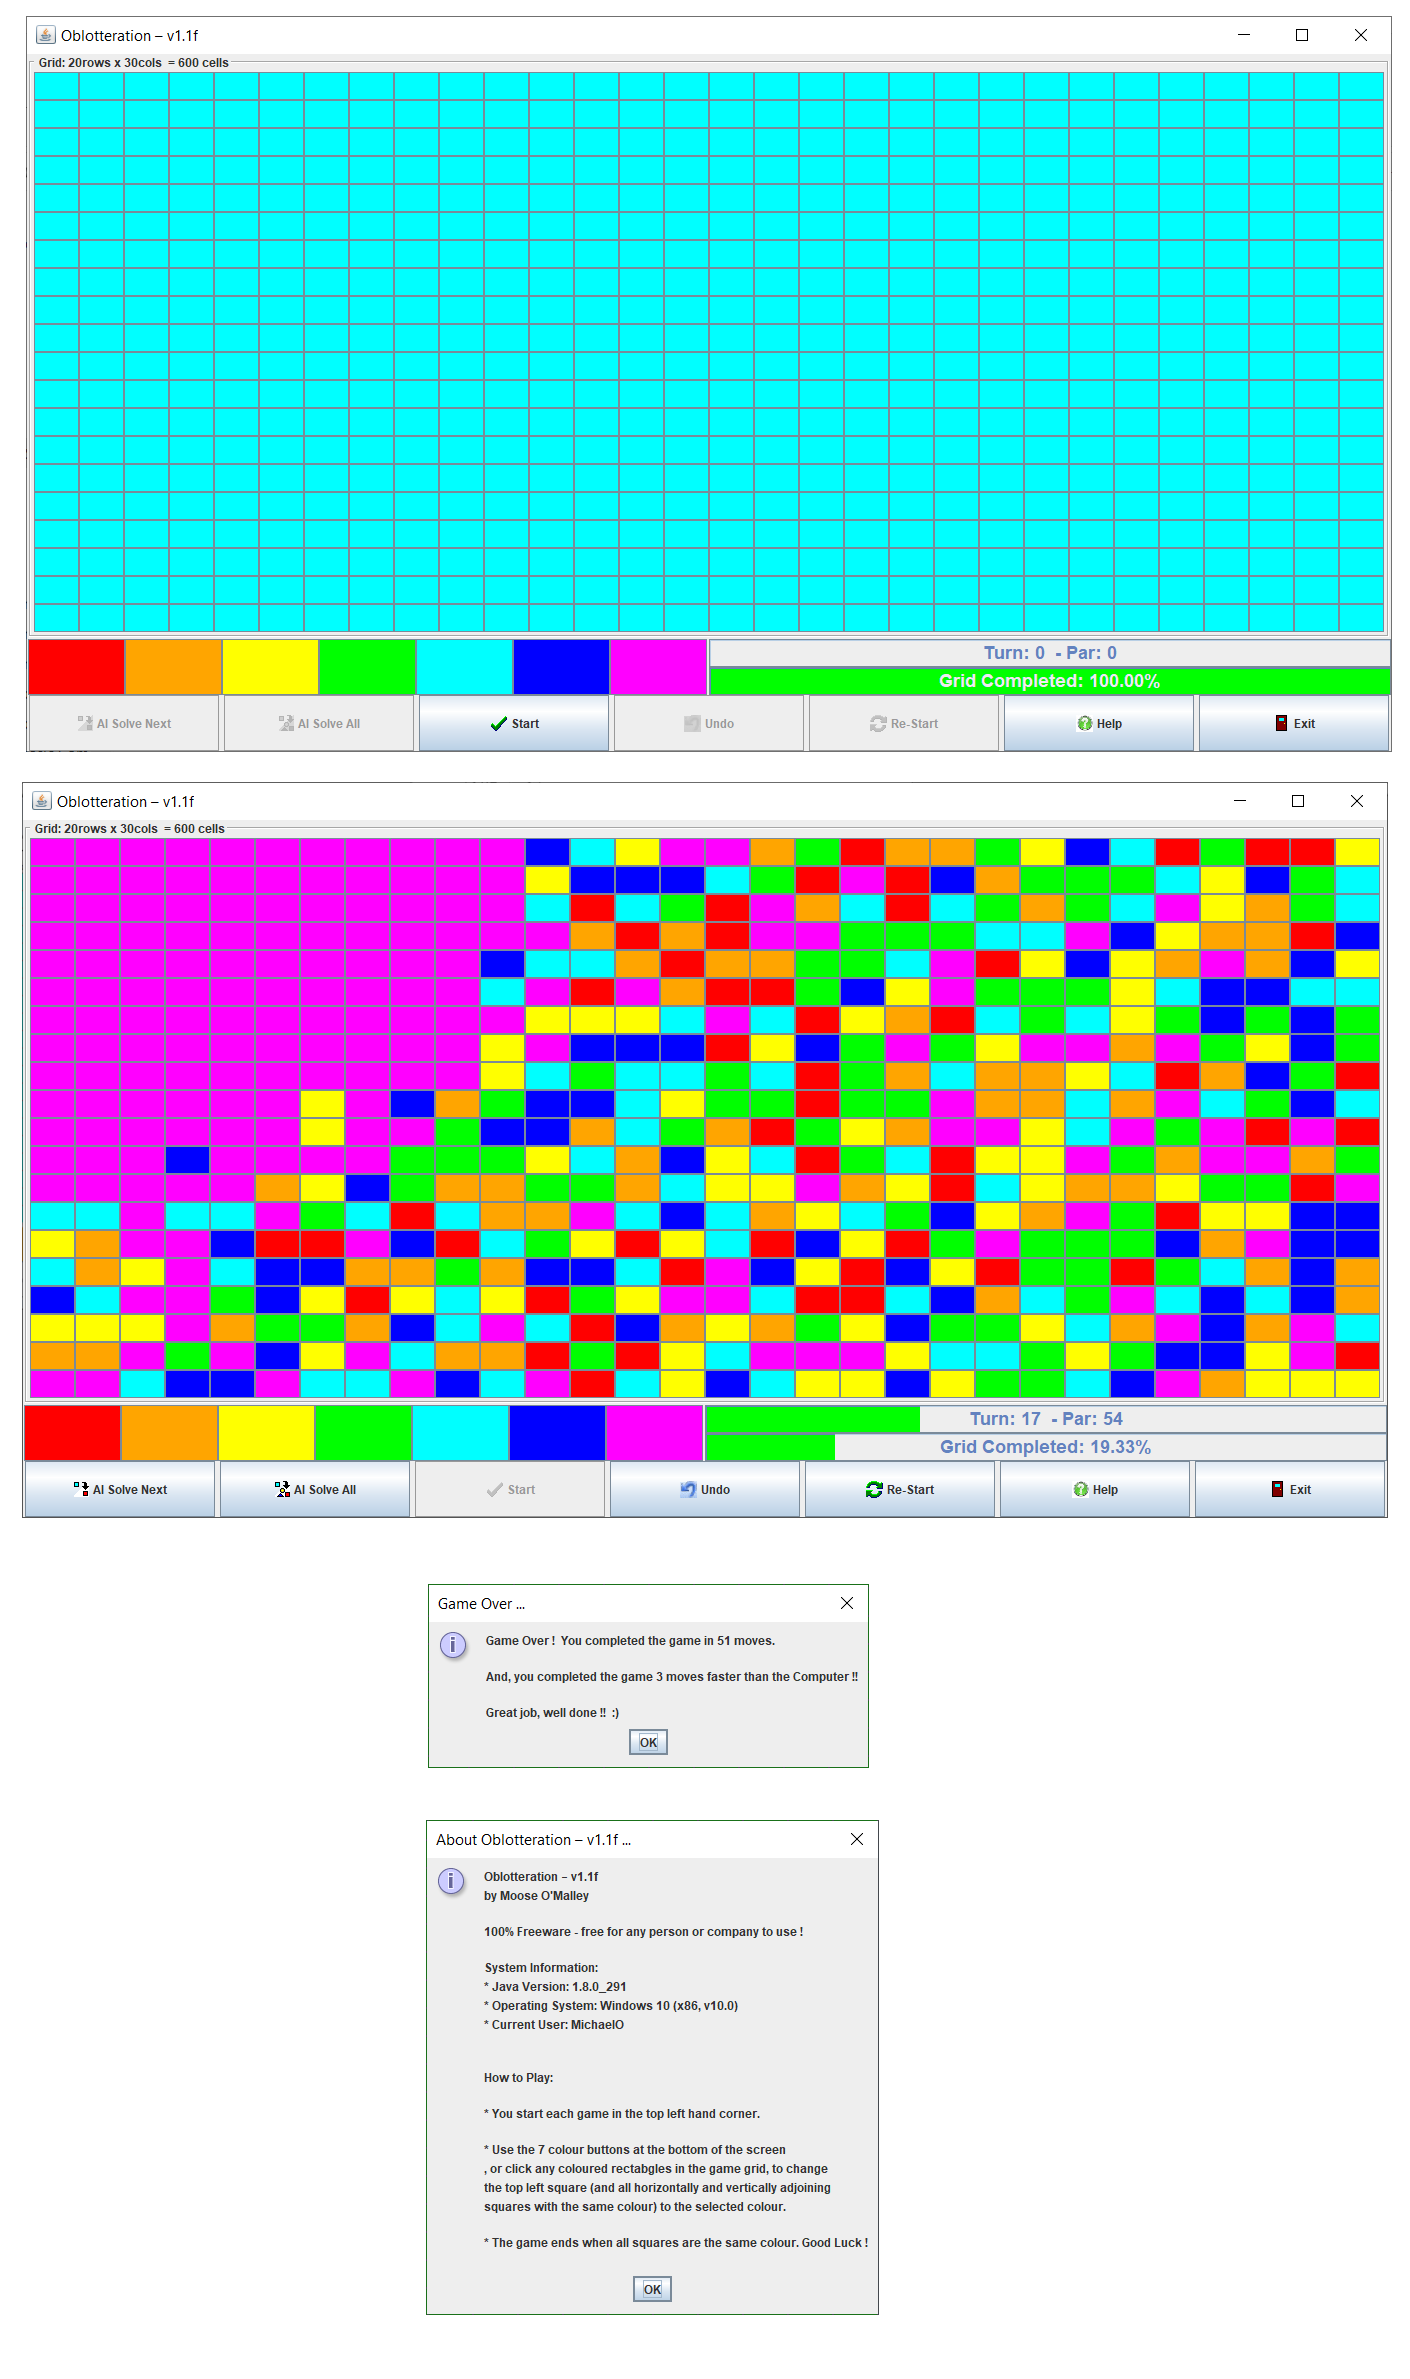 Oblotteration – v1.1f
Grid: 20rows x 30cols = 600 cells
Turn: 0 - Par: 0
Grid Completed: 100.00%
AI Solve Next
AI Solve All
Start
Undo
Re-Start
Help
Exit
Oblotteration – v1.1f
Grid: 20rows x 30cols = 600 cells
Turn: 17 - Par: 54
Grid Completed: 19.33%
AI Solve Next
AI Solve All
Start
Undo
Re-Start
Help
Exit
Game Over ...
Game Over ! You completed the game in 51 moves.
And, you completed the game 3 moves faster than the Computer !!
Great job, well done !! :)
OK
About Oblotteration – v1.1f ...
Oblotteration – v1.1f
by Moose O'Malley
100% Freeware - free for any person or company to use !
System Information:
* Java Version: 1.8.0_291
* Operating System: Windows 10 (x86, v10.0)
* Current User: MichaelO
How to Play:
* You start each game in the top left hand corner.
* Use the 7 colour buttons at the bottom of the screen
, or click any coloured rectabgles in the game grid, to change
the top left square (and all horizontally and vertically adjoining
squares with the same colour) to the selected colour.
* The game ends when all squares are the same colour. Good Luck !
OK